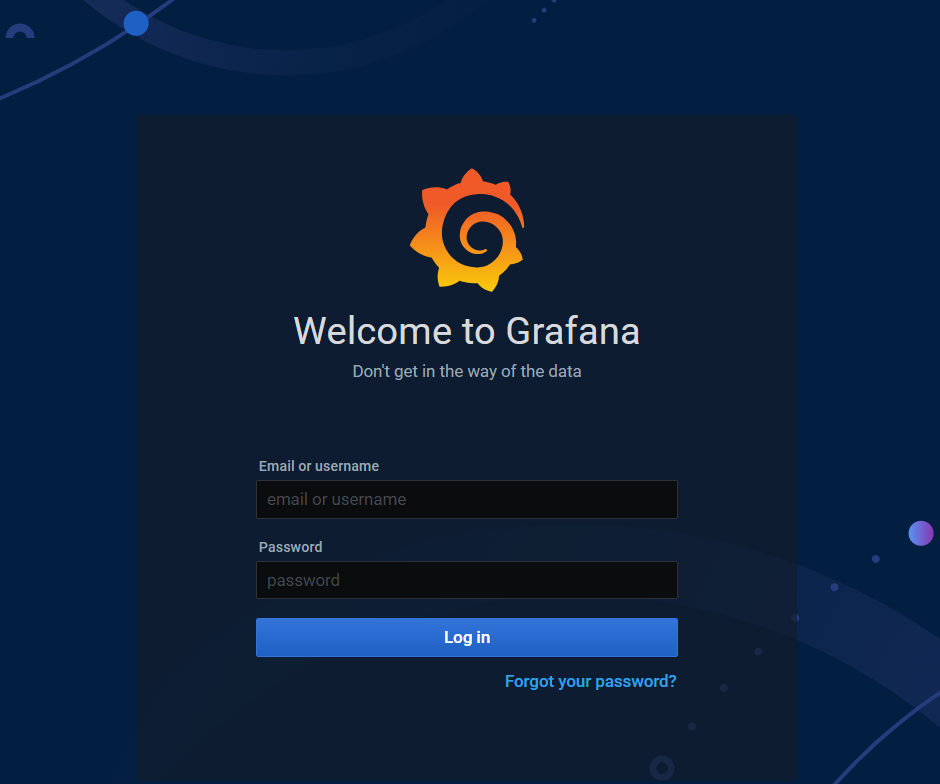 Welcome to Grafana
Don't get in the way of the data
Email or username
email or username
Password
password
Log in
Forgot your password?